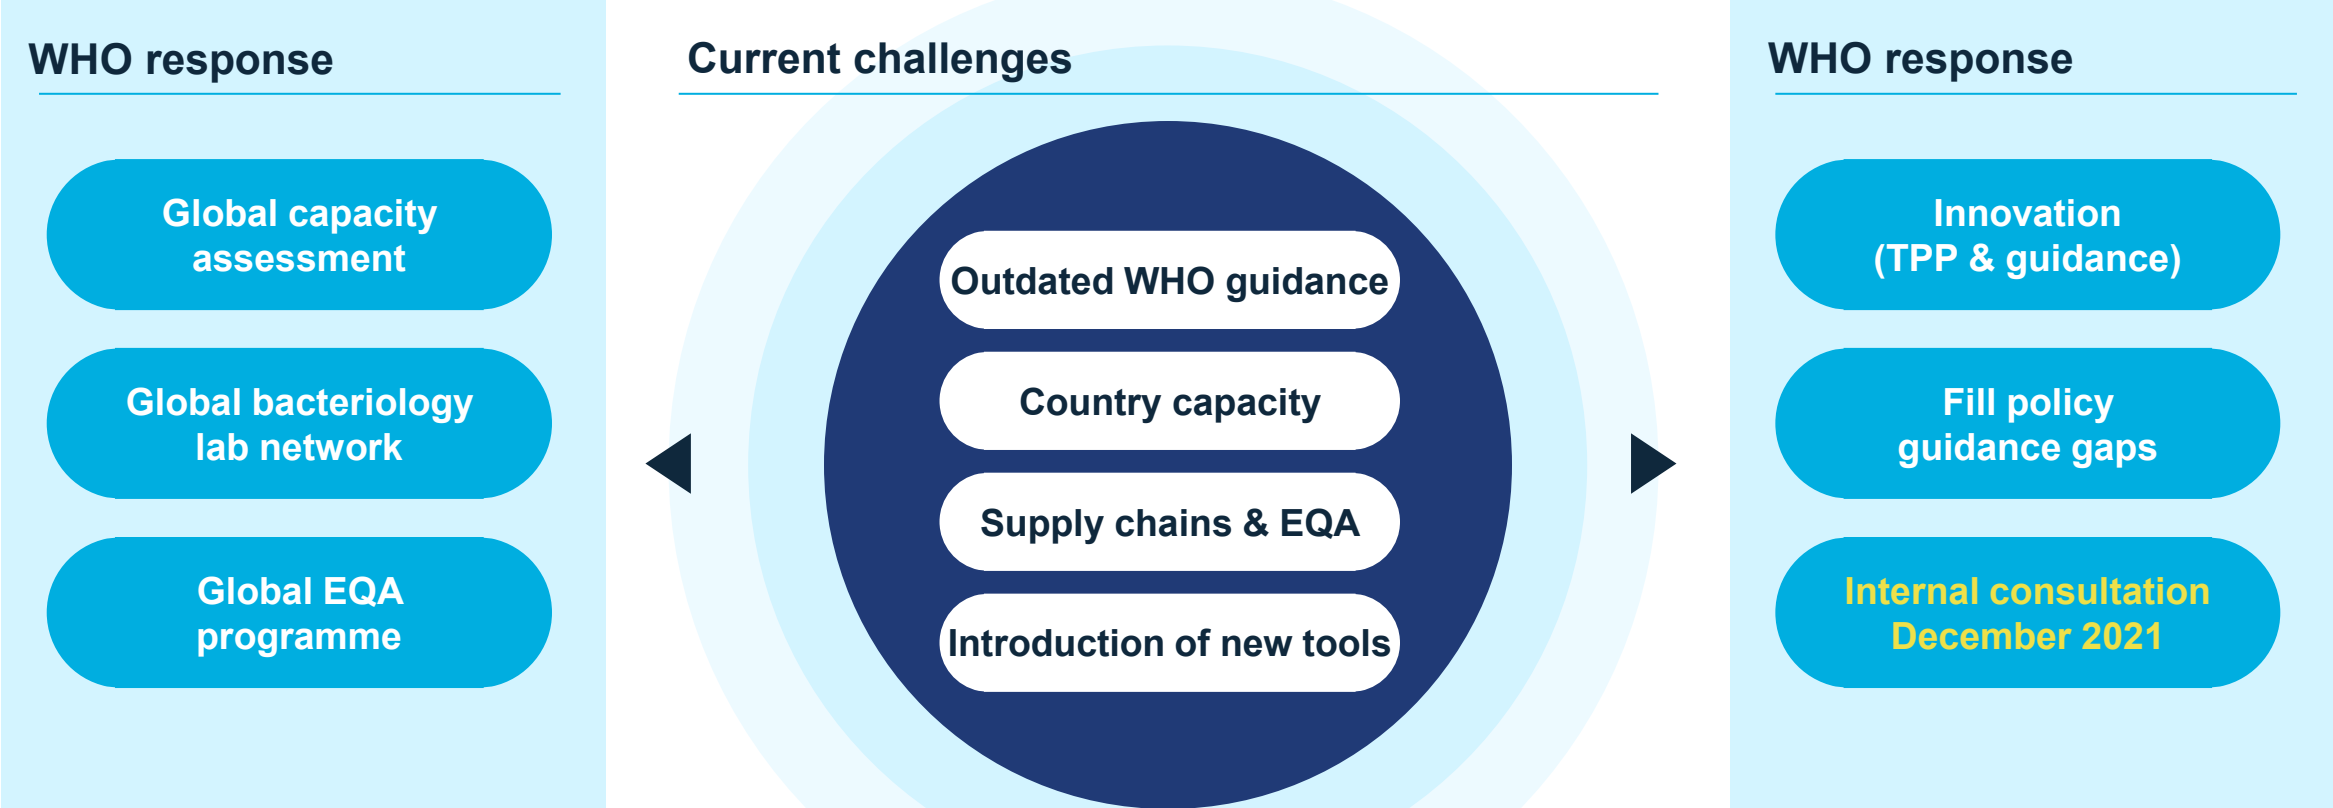 WHO response
Global capacity
assessment
Global bacteriology
lab network
Global EQA
programme
Current challenges
Outdated WHO guidance
Country capacity
Supply chains & EQA
Introduction of new tools
WHO response
Innovation
(TPP & guidance)
Fill policy
guidance gaps
Internal consultation
December 2021